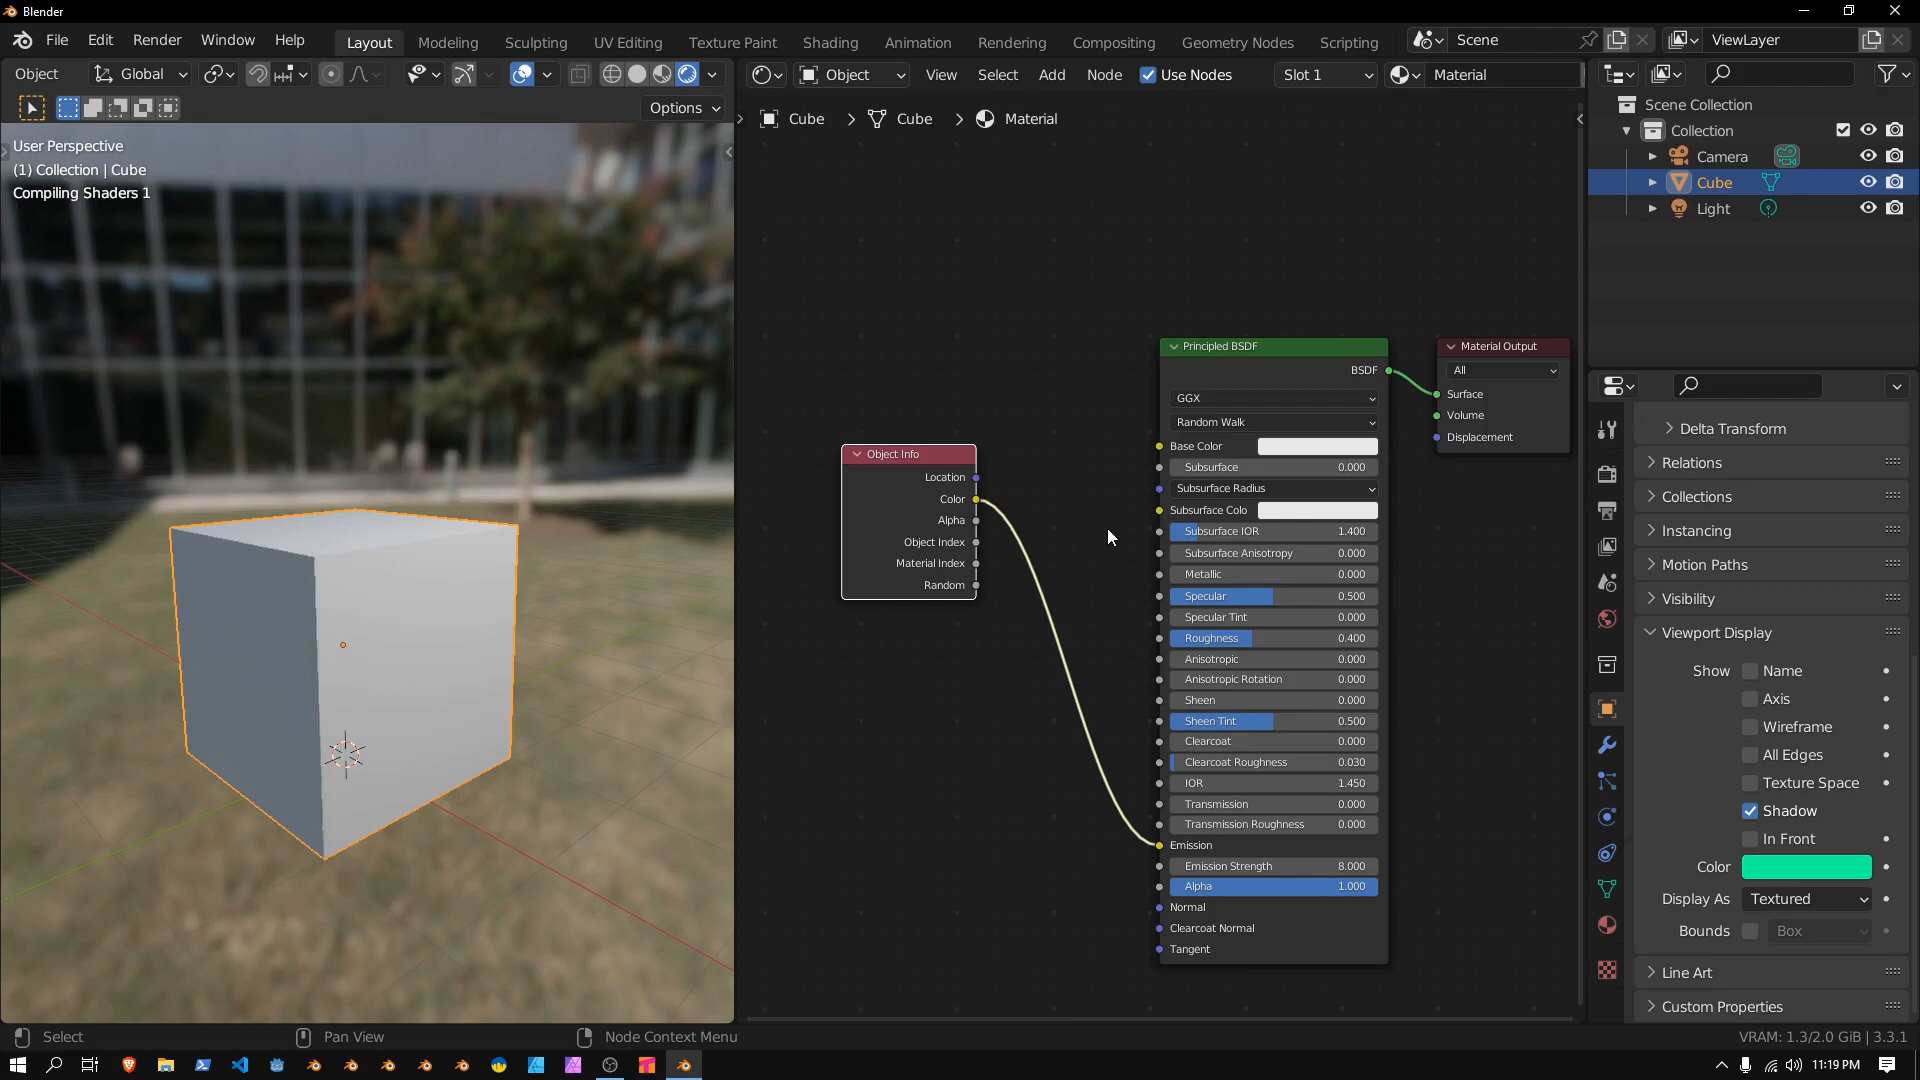 Blender
File Edit Render Window Help Layout Modeling Sculpting UV Editing Texture Paint Shading Animation Rendering Compositing Geometry Nodes Scripting Scene ViewLayer
Object Global Object View Select Add Node Use Nodes Slot 1 Material
Options
Cube > Cube > Material
User Perspective
(1) Collection | Cube
Compiling Shaders 1
Object Info
Location
Color
Alpha
Object Index
Material Index
Random
Principled BSDF
BSDF
GGX
Random Walk
Base Color
Subsurface 0.000
Subsurface Radius
Subsurface Colo
Subsurface IOR 1.400
Subsurface Anisotropy 0.000
Metallic 0.000
Specular 0.500
Specular Tint 0.000
Roughness 0.400
Anisotropic 0.000
Anisotropic Rotation 0.000
Sheen 0.000
Sheen Tint 0.500
Clearcoat 0.000
Clearcoat Roughness 0.030
IOR 1.450
Transmission 0.000
Transmission Roughness 0.000
Emission
Emission Strength 8.000
Alpha 1.000
Normal
Clearcoat Normal
Tangent
Material Output
All
Surface
Volume
Displacement
Scene Collection
Collection
Camera
Cube
Light
Delta Transform
Relations
Collections
Instancing
Motion Paths
Visibility
Viewport Display
Show Name
Axis
Wireframe
All Edges
Texture Space
Shadow
In Front
Color
Display As Textured
Bounds Box
Line Art
Custom Properties
Select Pan View Node Context Menu VRAM: 1.3/2.0 GiB | 3.3.1
11:19 PM